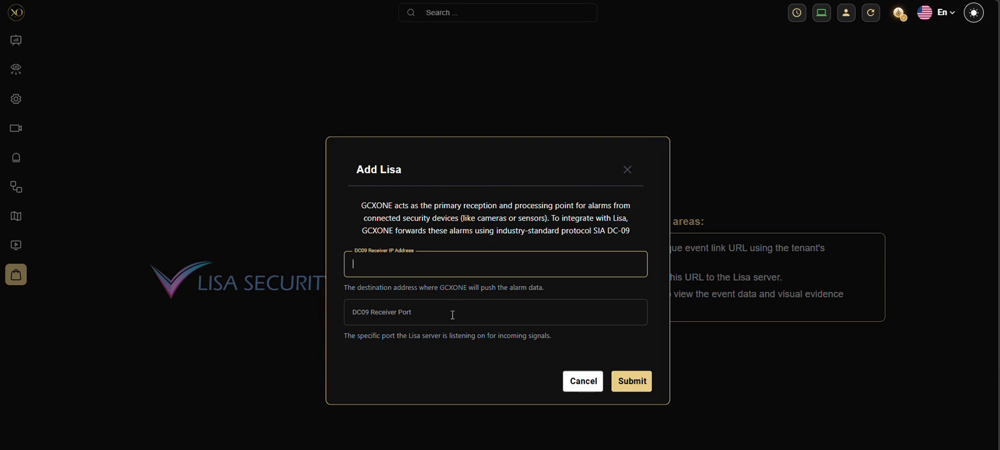 XO
Search ...
En
Add Lisa
GCXONE acts as the primary reception and processing point for alarms from
connected security devices (like cameras or sensors). To integrate with Lisa,
GCXONE forwards these alarms using industry-standard protocol SIA DC-09
areas:
DC09 Receiver IP Address
que event link URL using the tenant's
his URL to the Lisa server.
LISA SECURITY
The destination address where GCXONE will push the alarm data.
view the event data and visual evidence
DC09 Receiver Port
The specific port the Lisa server is listening on for incoming signals.
Cancel
Submit